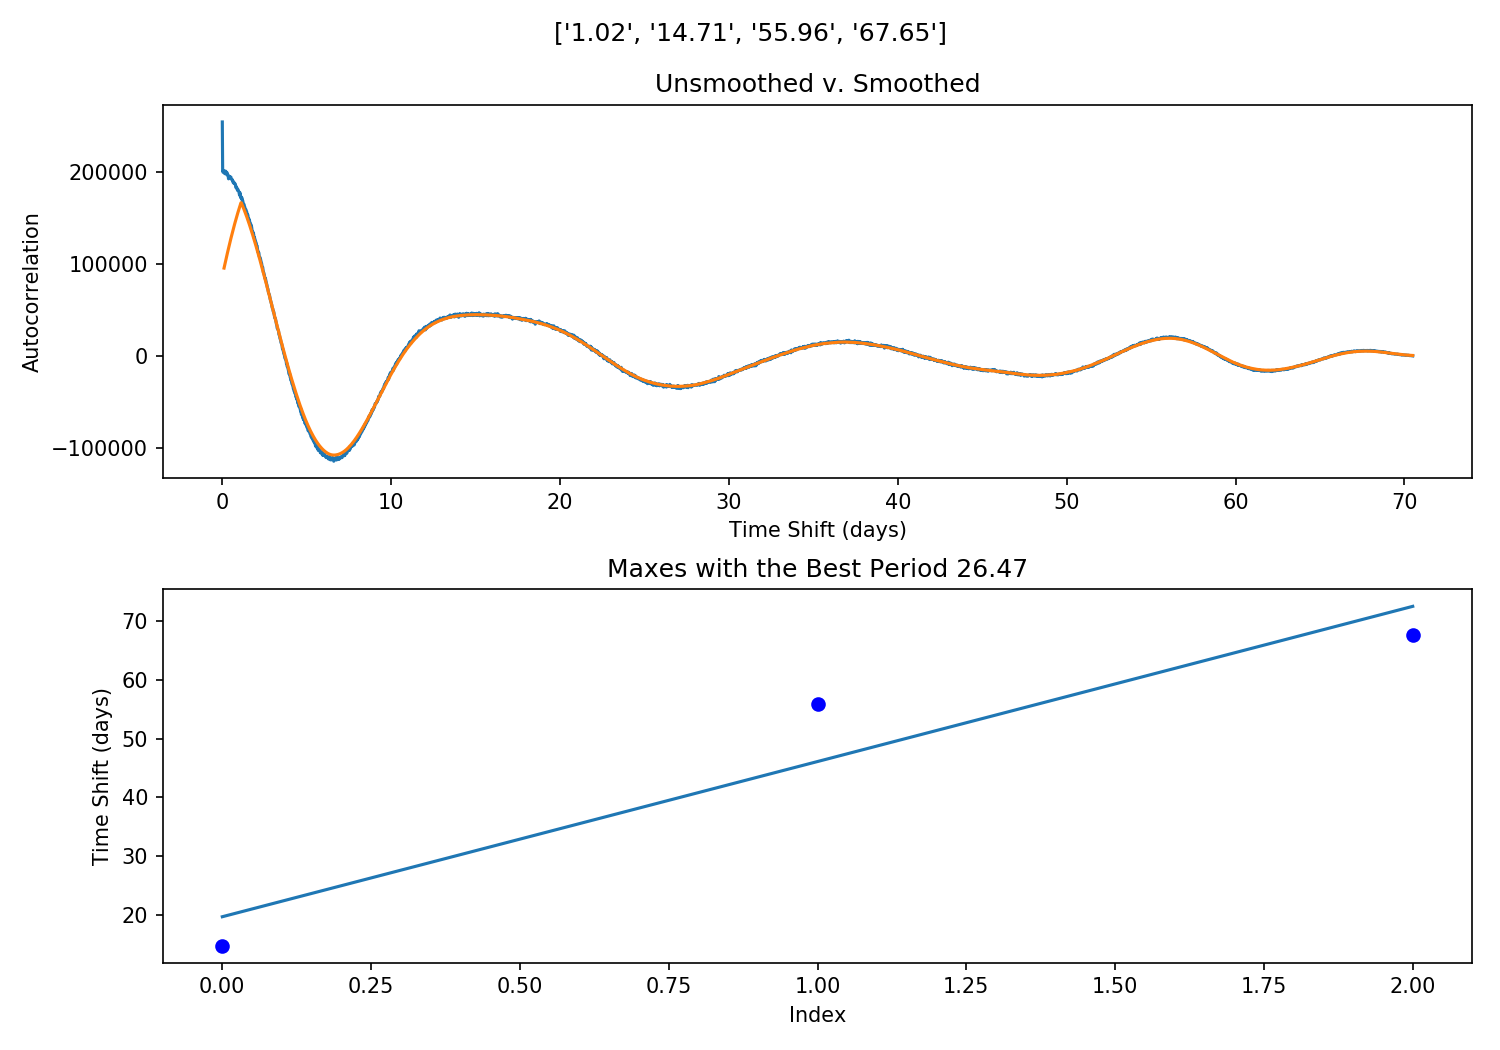 ['1.02', '14.71', '55.96', '67.65']
Unsmoothed v. Smoothed
200000
100000
0
−100000
Autocorrelation
0 10 20 30 40 50 60 70
Time Shift (days)
Maxes with the Best Period 26.47
70
60
50
40
30
20
Time Shift (days)
0.00 0.25 0.50 0.75 1.00 1.25 1.50 1.75 2.00
Index